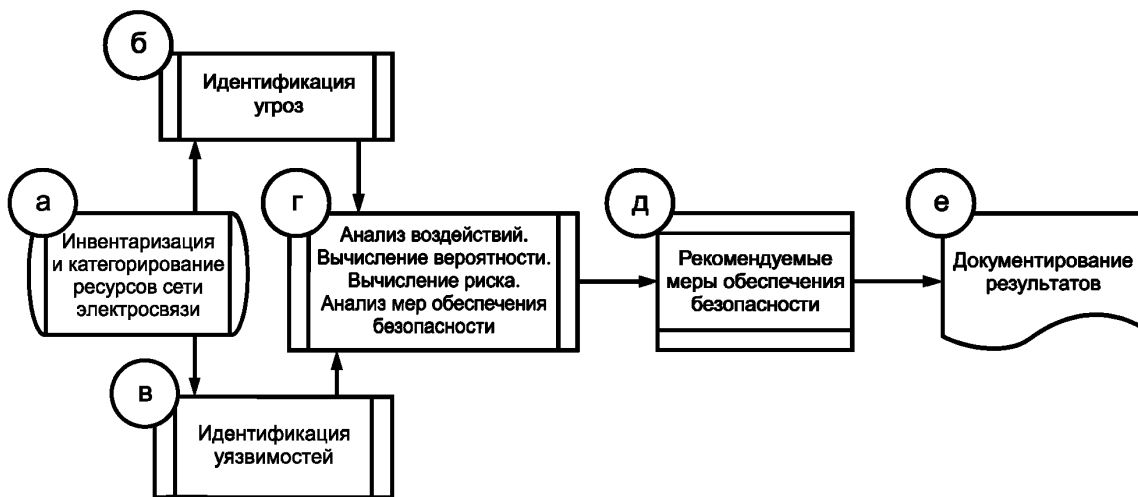 б
Идентификация
угроз
а
Инвентаризация
и категорирование
ресурсов сети
электросвязи
в
Идентификация
уязвимостей
г
Анализ воздействий.
Вычисление вероятности.
Вычисление риска.
Анализ мер обеспечения
безопасности
д
Рекомендуемые
меры обеспечения
безопасности
е
Документирование
результатов